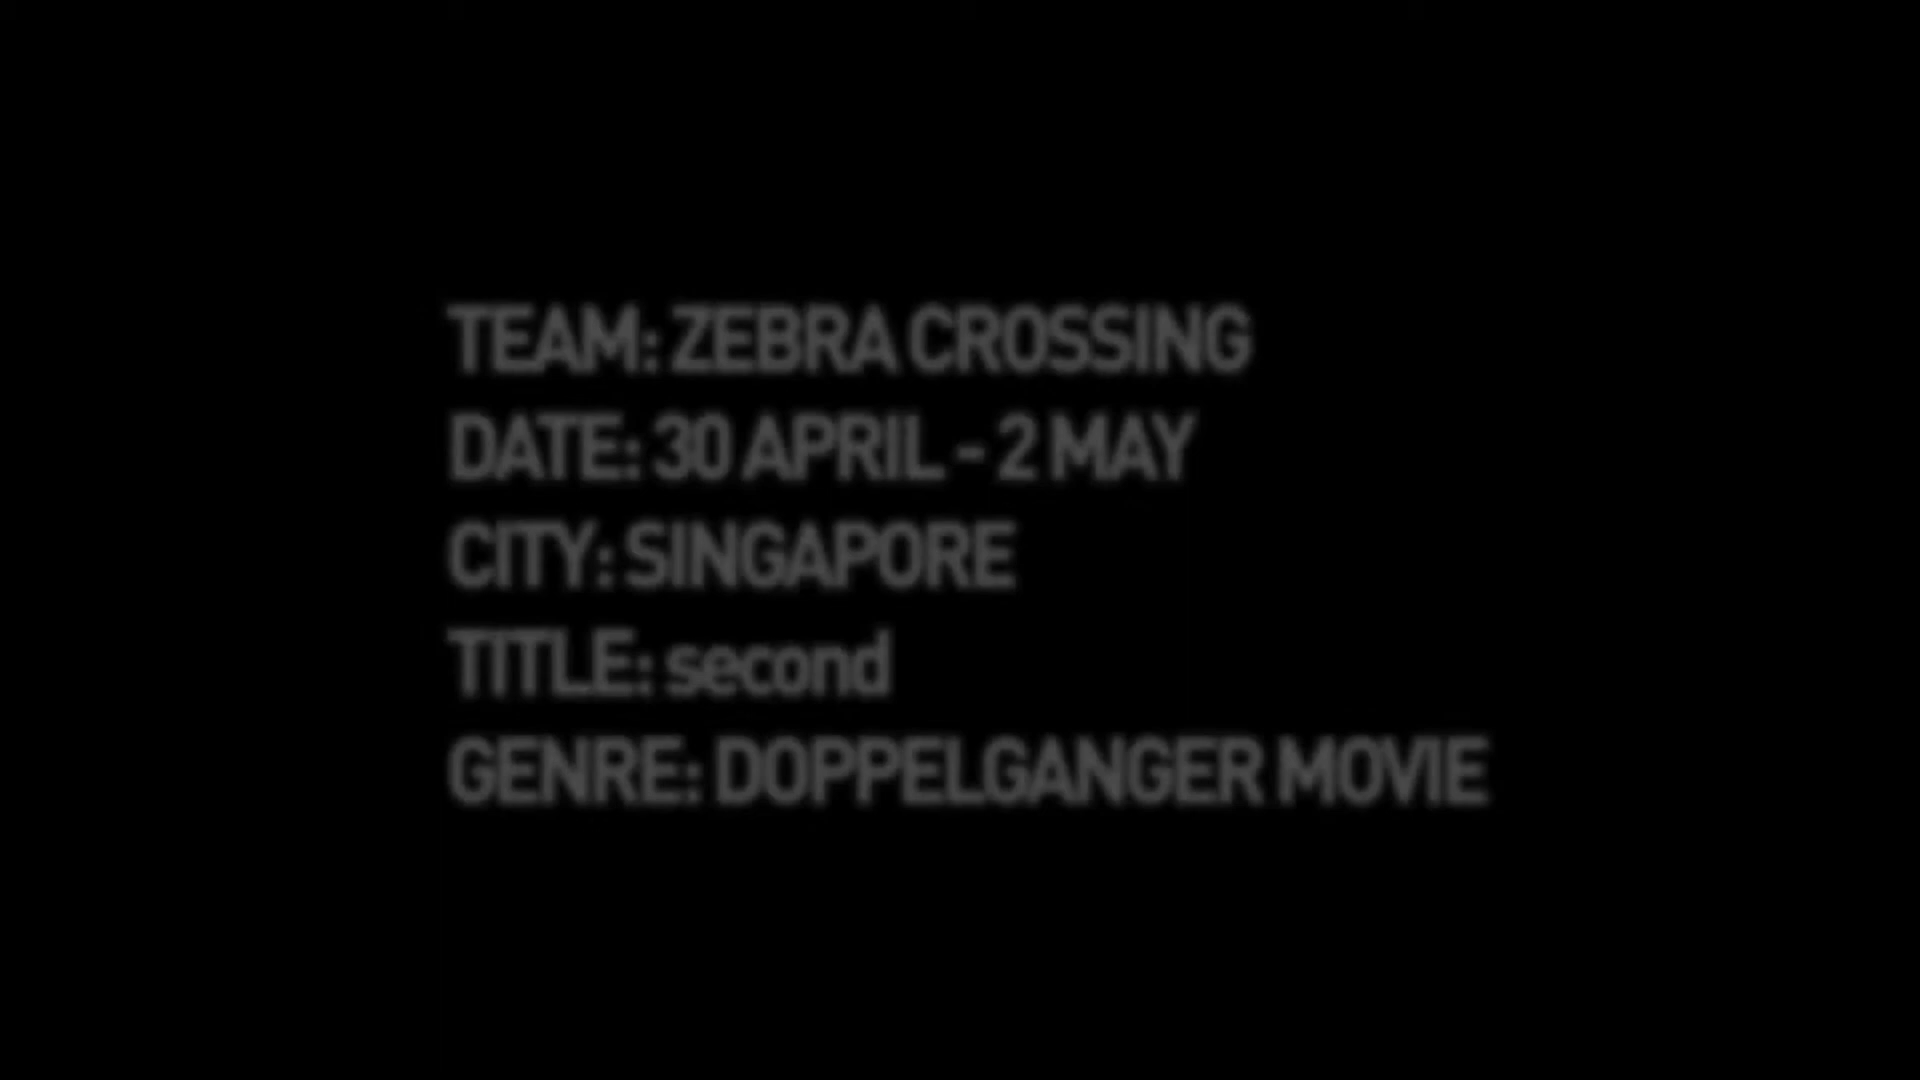 TEAM: ZEBRA CROSSING
DATE: 30 APRIL - 2 MAY
CITY: SINGAPORE
TITLE: second
GENRE: DOPPELGANGER MOVIE